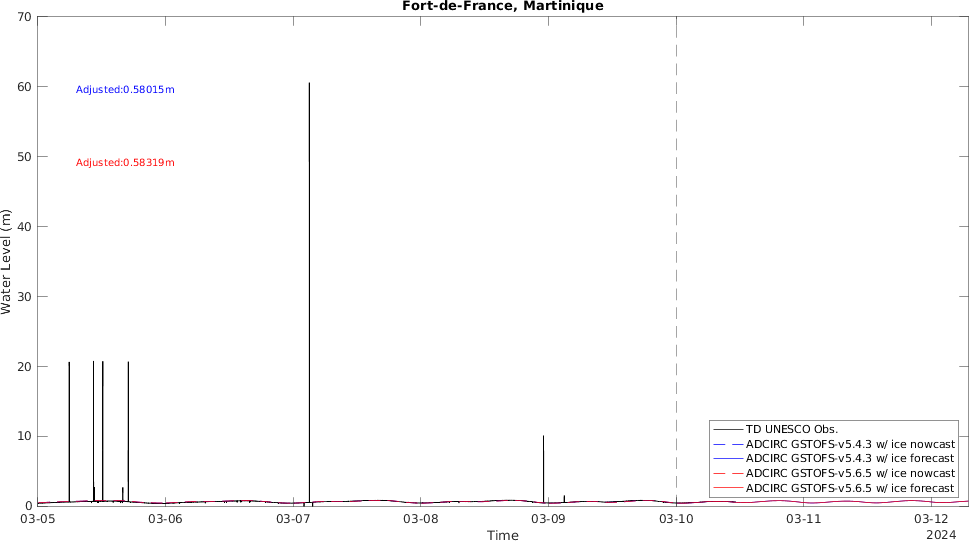 Fort-de-France, Martinique
70
60
50
40
30
20
10
0
Water Level (m)
Adjusted:0.58015m
Adjusted:0.58319m
TD UNESCO Obs.
ADCIRC GSTOFS-v5.4.3 w/ ice nowcast
ADCIRC GSTOFS-v5.4.3 w/ ice forecast
ADCIRC GSTOFS-v5.6.5 w/ ice nowcast
ADCIRC GSTOFS-v5.6.5 w/ ice forecast
03-05 03-06 03-07 03-08 03-09 03-10 03-11 03-12
Time
2024